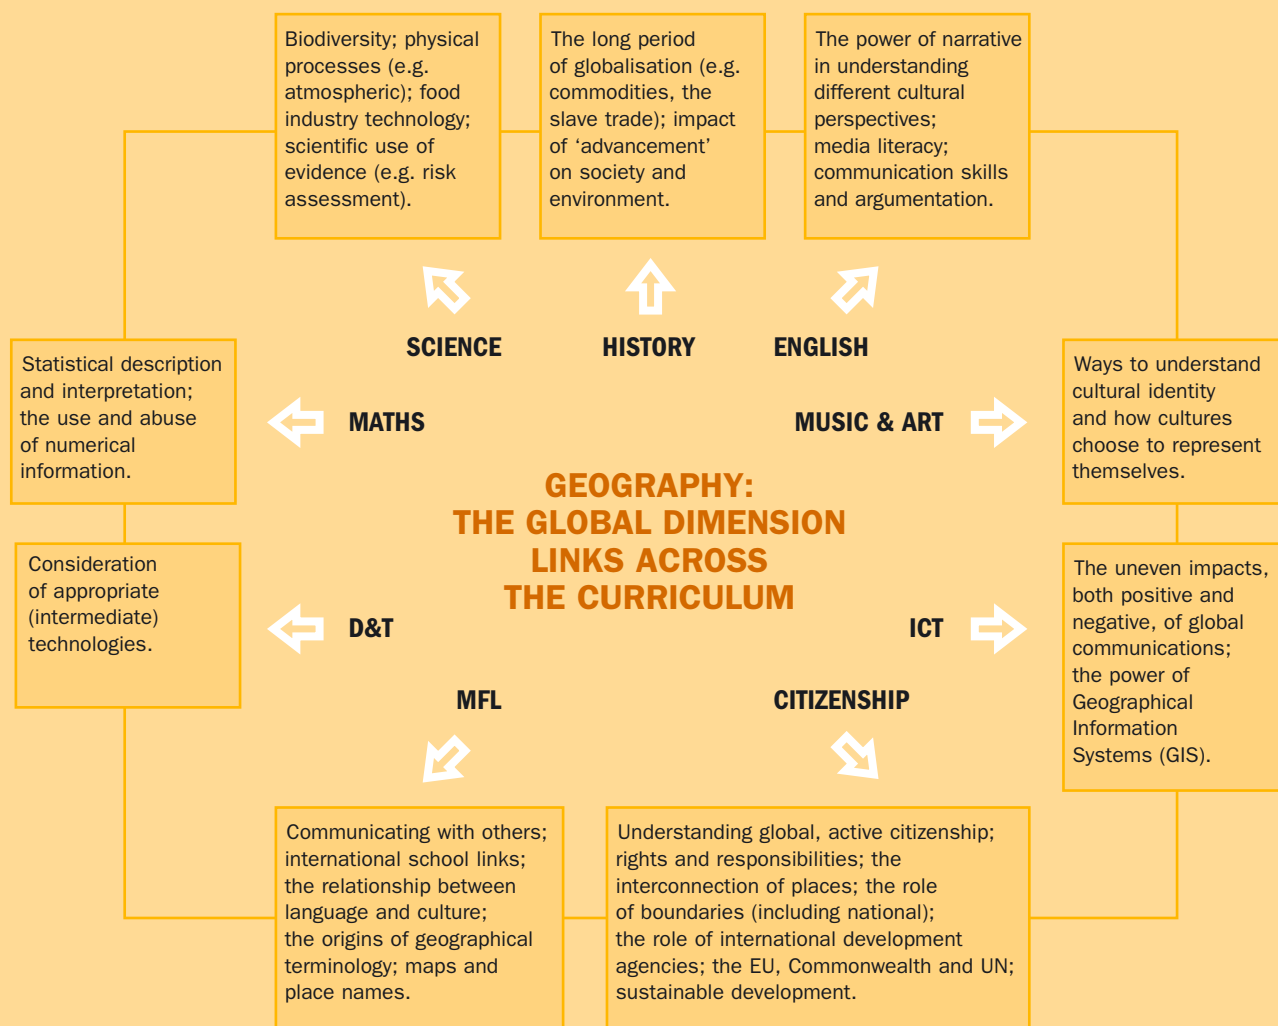 Biodiversity; physical
processes (e.g.
atmospheric); food
industry technology;
scientific use of
evidence (e.g. risk
assessment).
The long period
of globalisation (e.g.
commodities, the
slave trade); impact
of ‘advancement’
on society and
environment.
The power of narrative
in understanding
different cultural
perspectives;
media literacy;
communication skills
and argumentation.
SCIENCE
HISTORY
ENGLISH
Statistical description
and interpretation;
the use and abuse
of numerical
information.
MATHS
MUSIC & ART
Ways to understand
cultural identity
and how cultures
choose to represent
themselves.
GEOGRAPHY:
THE GLOBAL DIMENSION
LINKS ACROSS
THE CURRICULUM
Consideration
of appropriate
(intermediate)
technologies.
D&T
ICT
The uneven impacts,
both positive and
negative, of global
communications;
the power of
Geographical
Information
Systems (GIS).
MFL
CITIZENSHIP
Communicating with others;
international school links;
the relationship between
language and culture;
the origins of geographical
terminology; maps and
place names.
Understanding global, active citizenship;
rights and responsibilities; the
interconnection of places; the role
of boundaries (including national);
the role of international development
agencies; the EU, Commonwealth and UN;
sustainable development.